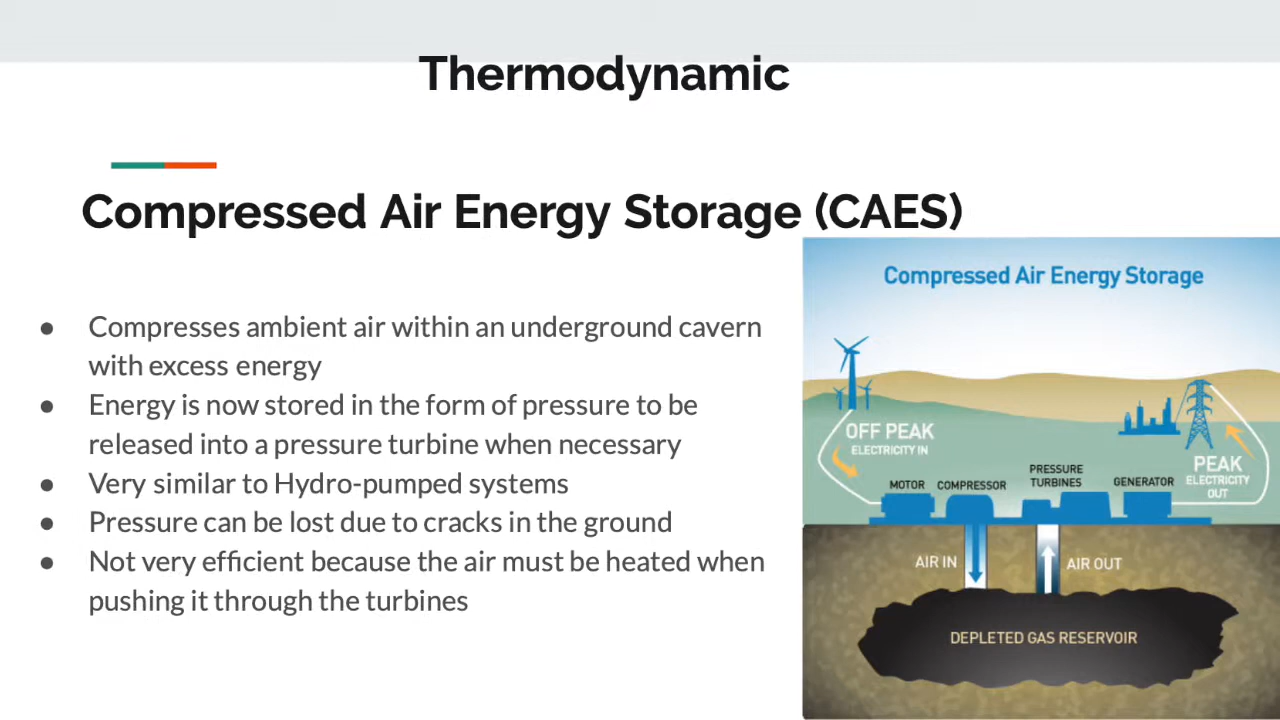 Thermodynamic
Compressed Air Energy Storage (CAES)
● Compresses ambient air within an underground cavern
with excess energy
● Energy is now stored in the form of pressure to be
released into a pressure turbine when necessary
● Very similar to Hydro-pumped systems
● Pressure can be lost due to cracks in the ground
● Not very efficient because the air must be heated when
pushing it through the turbines
Compressed Air Energy Storage
OFF PEAK
ELECTRICITY IN
PEAK
ELECTRICITY
OUT
MOTOR
COMPRESSOR
PRESSURE
TURBINES
GENERATOR
AIR IN
AIR OUT
DEPLETED GAS RESERVOIR